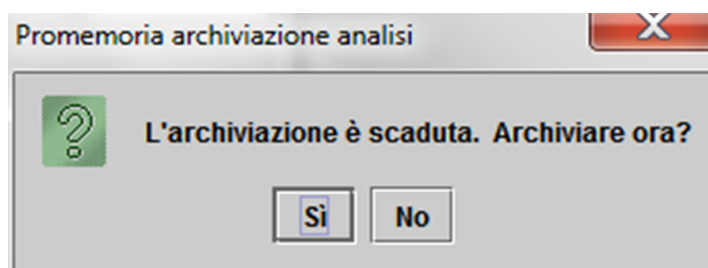 Promemoria archiviazione analisi
L'archiviazione è scaduta. Archiviare ora?
Sì No